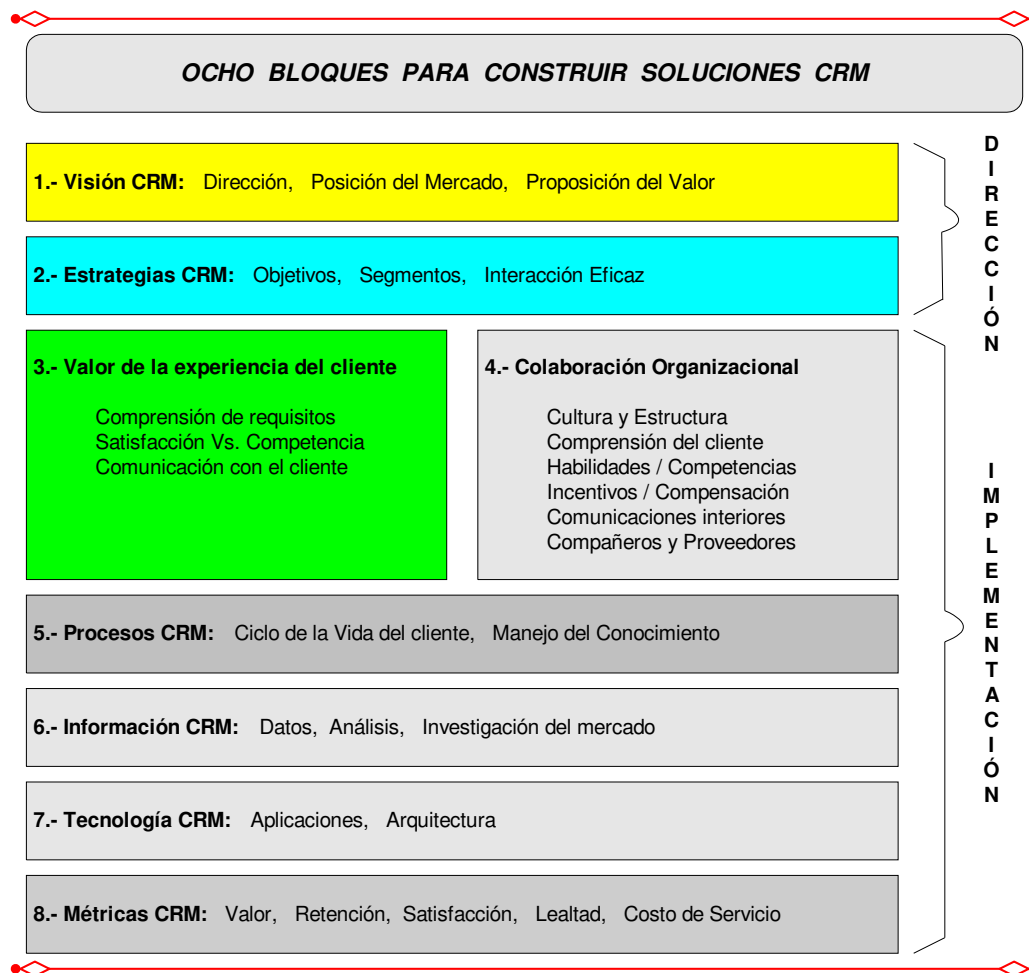 OCHO BLOQUES PARA CONSTRUIR SOLUCIONES CRM
1.- Visión CRM: Dirección, Posición del Mercado, Proposición del Valor
2.- Estrategias CRM: Objetivos, Segmentos, Interacción Eficaz
DIRECCIÓN
3.- Valor de la experiencia del cliente
Comprensión de requisitos
Satisfacción Vs. Competencia
Comunicación con el cliente
4.- Colaboración Organizacional
Cultura y Estructura
Comprensión del cliente
Habilidades / Competencias
Incentivos / Compensación
Comunicaciones interiores
Compañeros y Proveedores
5.- Procesos CRM: Ciclo de la Vida del cliente, Manejo del Conocimiento
6.- Información CRM: Datos, Análisis, Investigación del mercado
7.- Tecnología CRM: Aplicaciones, Arquitectura
8.- Métricas CRM: Valor, Retención, Satisfacción, Lealtad, Costo de Servicio
IMPLEMENTACIÓN